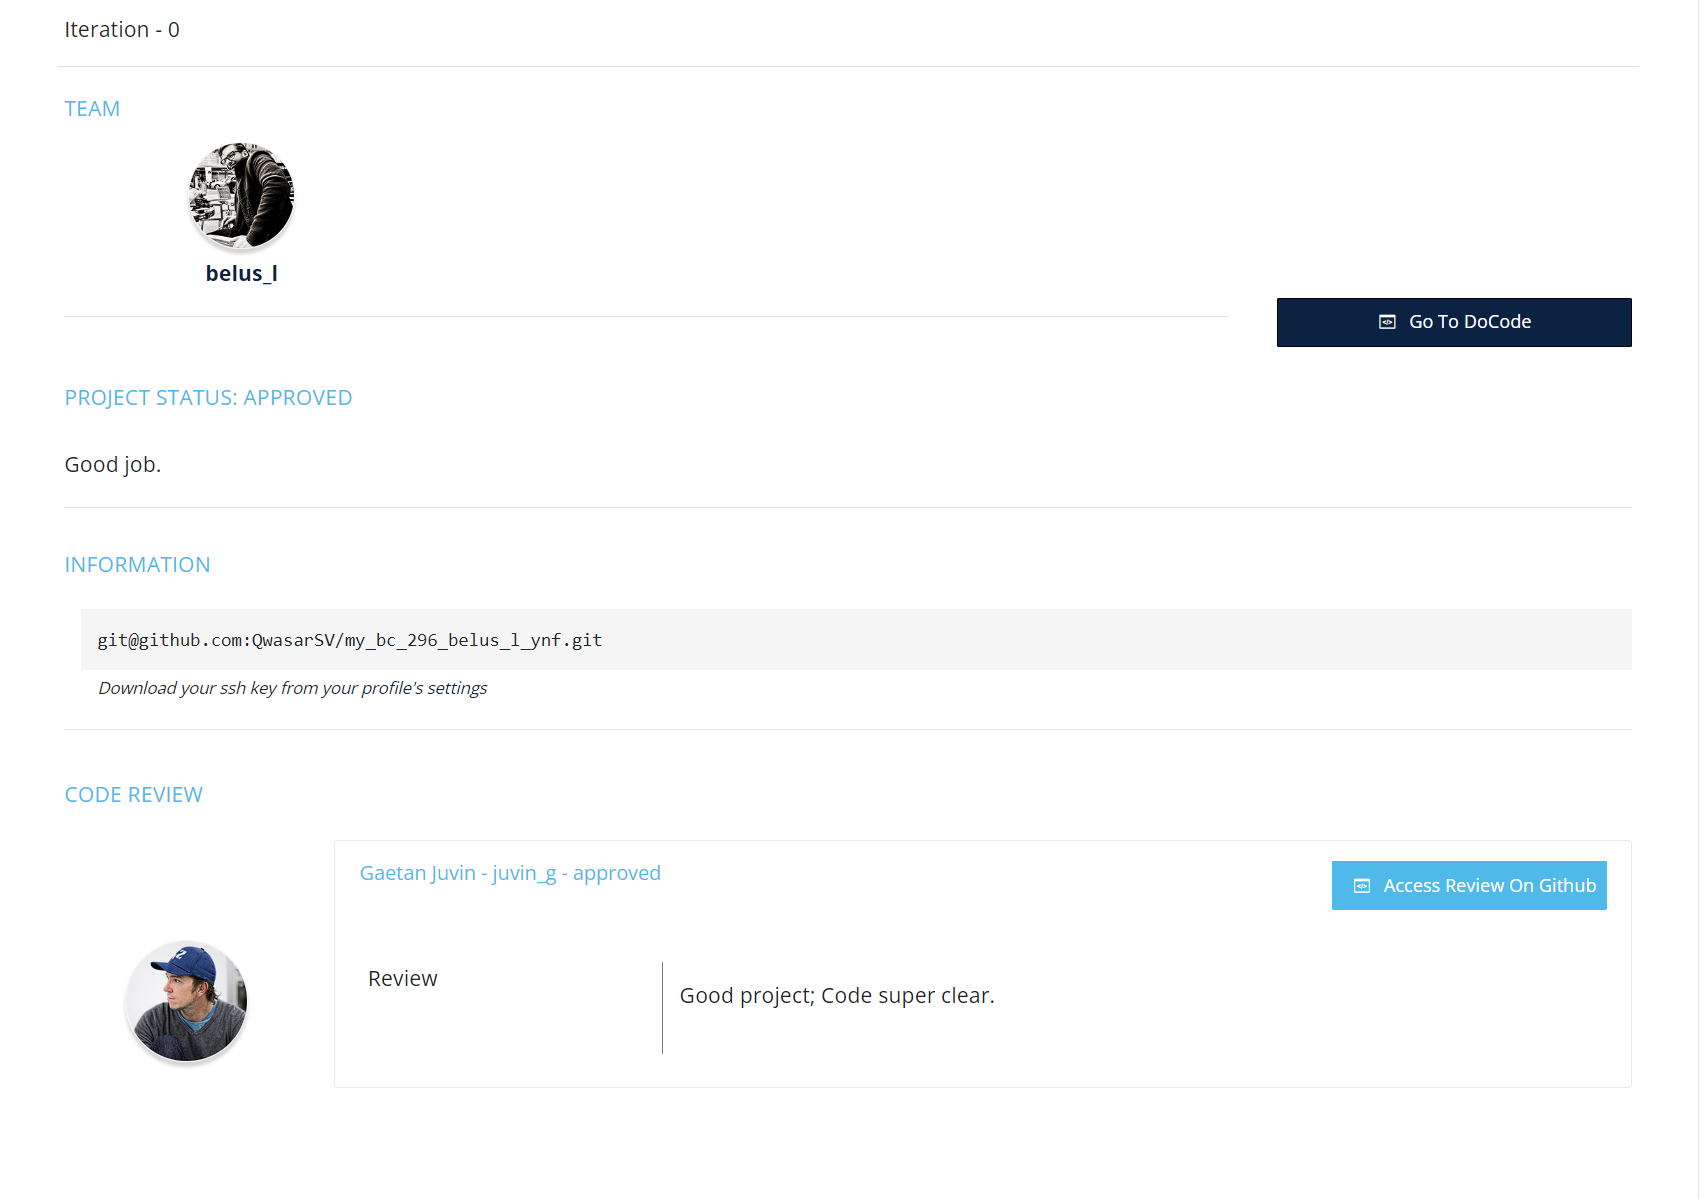 Iteration - 0
TEAM
belus_l
Go To DoCode
PROJECT STATUS: APPROVED
Good job.
INFORMATION
git@github.com:QwasarSV/my_bc_296_belus_l_ynf.git
Download your ssh key from your profile's settings
CODE REVIEW
Gaetan Juvin - juvin_g - approved
Access Review On Github
Review
Good project; Code super clear.